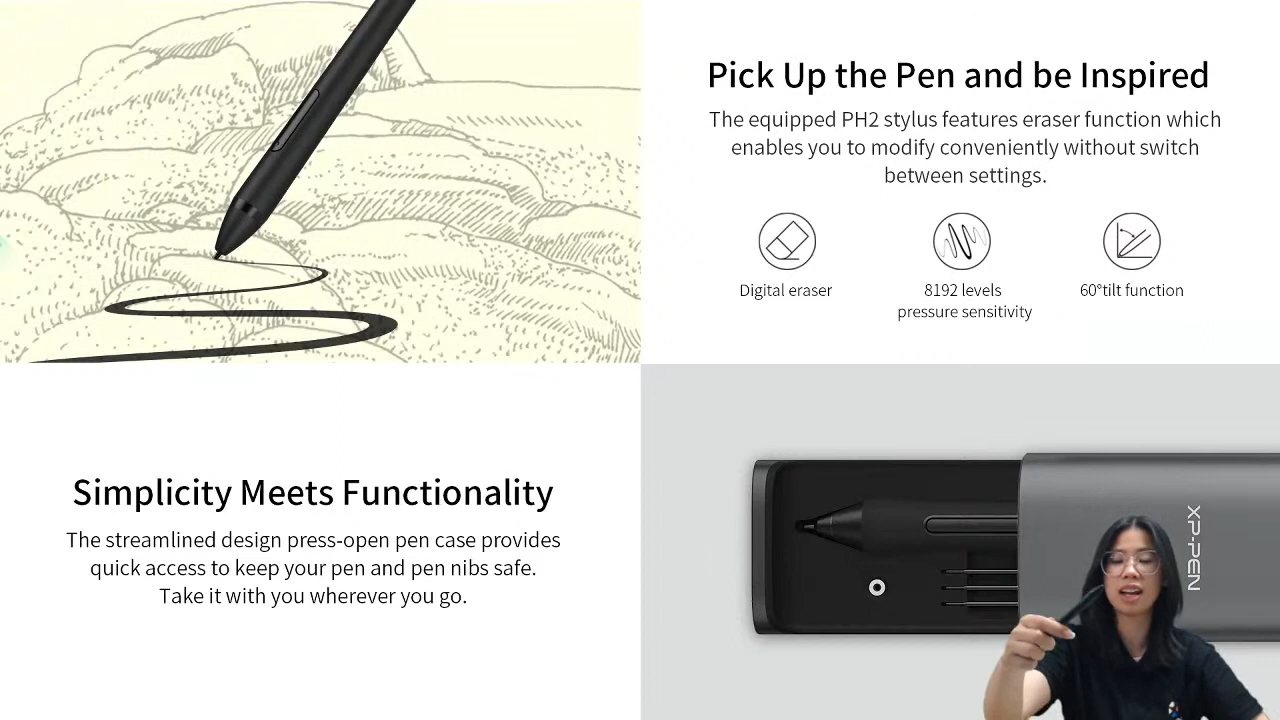 Pick Up the Pen and be Inspired
The equipped PH2 stylus features eraser function which
enables you to modify conveniently without switch
between settings.
Digital eraser
8192 levels
pressure sensitivity
60°tilt function
Simplicity Meets Functionality
The streamlined design press-open pen case provides
quick access to keep your pen and pen nibs safe.
Take it with you wherever you go.
XP-PEN